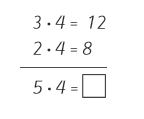 3 · 4 = 12
2 · 4 = 8
5 · 4 = □